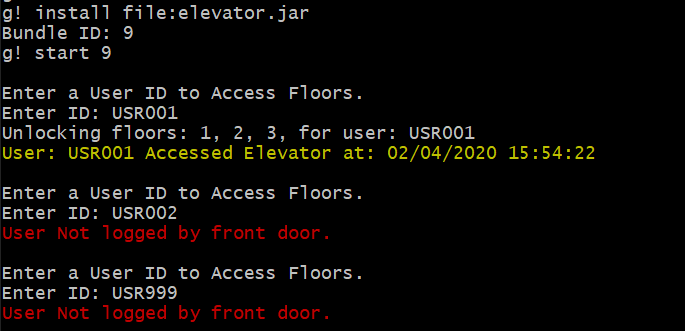 g! install file:elevator.jar
Bundle ID: 9
g! start 9
Enter a User ID to Access Floors.
Enter ID: USR001
Unlocking floors: 1, 2, 3, for user: USR001
User: USR001 Accessed Elevator at: 02/04/2020 15:54:22
Enter a User ID to Access Floors.
Enter ID: USR002
User Not logged by front door.
Enter a User ID to Access Floors.
Enter ID: USR999
User Not logged by front door.